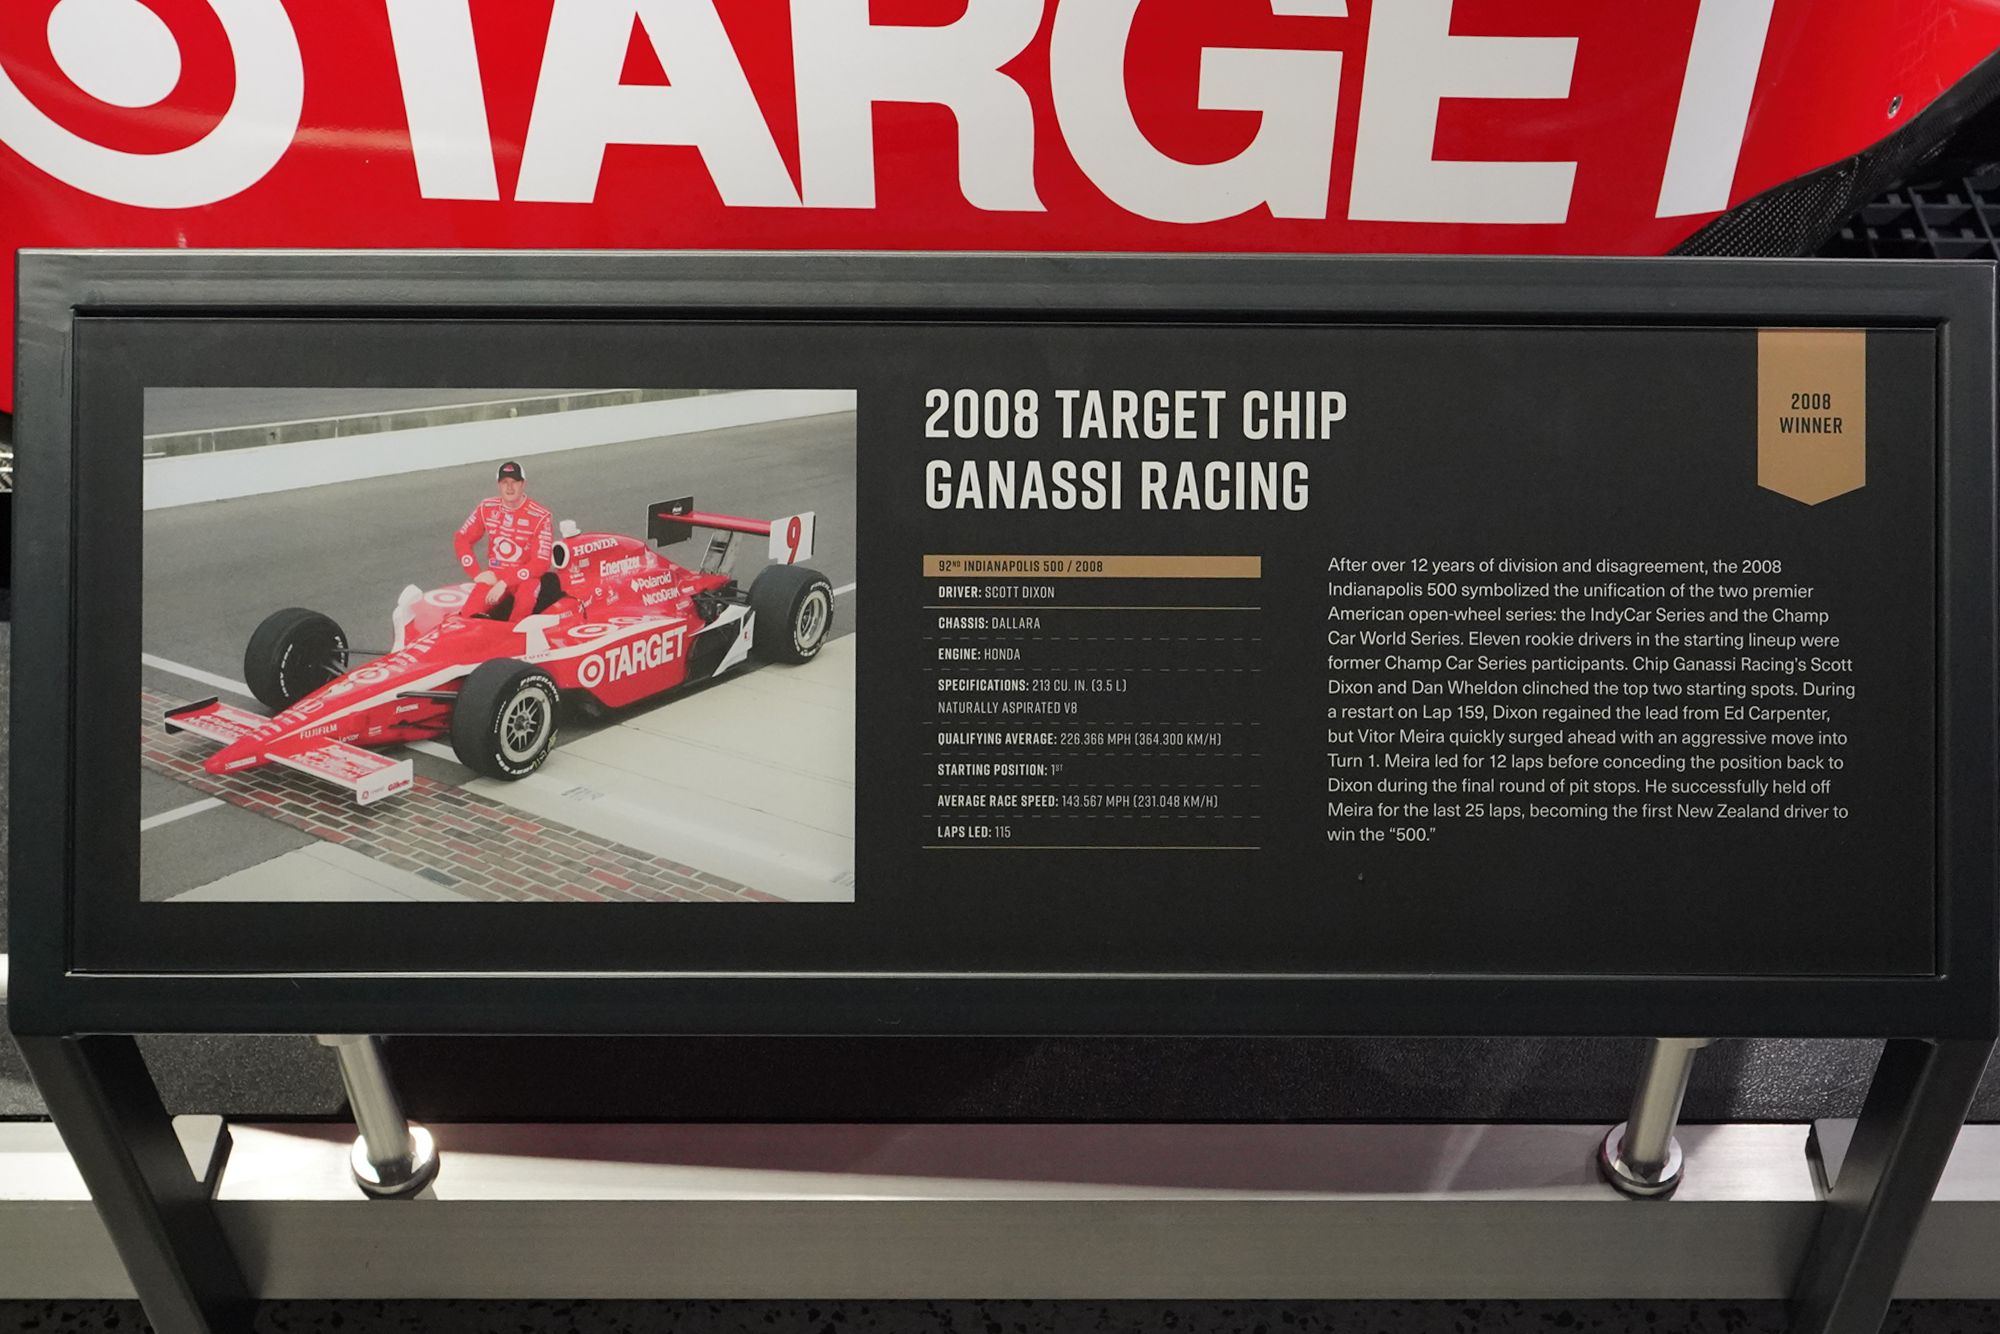 TARGET
2008 TARGET CHIP
GANASSI RACING
2008
WINNER
92ND INDIANAPOLIS 500 / 2008
DRIVER: SCOTT DIXON
CHASSIS: DALLARA
ENGINE: HONDA
SPECIFICATIONS: 213 CU. IN. (3.5 L)
NATURALLY ASPIRATED V8
QUALIFYING AVERAGE: 226.366 MPH (364.300 KM/H)
STARTING POSITION: 1ST
AVERAGE RACE SPEED: 143.567 MPH (231.048 KM/H)
LAPS LED: 115
After over 12 years of division and disagreement, the 2008
Indianapolis 500 symbolized the unification of the two premier
American open-wheel series: the IndyCar Series and the Champ
Car World Series. Eleven rookie drivers in the starting lineup were
former Champ Car Series participants. Chip Ganassi Racing's Scott
Dixon and Dan Wheldon clinched the top two starting spots. During
a restart on Lap 159, Dixon regained the lead from Ed Carpenter,
but Vitor Meira quickly surged ahead with an aggressive move into
Turn 1. Meira led for 12 laps before conceding the position back to
Dixon during the final round of pit stops. He successfully held off
Meira for the last 25 laps, becoming the first New Zealand driver to
win the “500.”
9
HONDA
Energizer
Polaroid
NICODERM
TARGET
FIREHAWK
FUJIFILM
Gillette